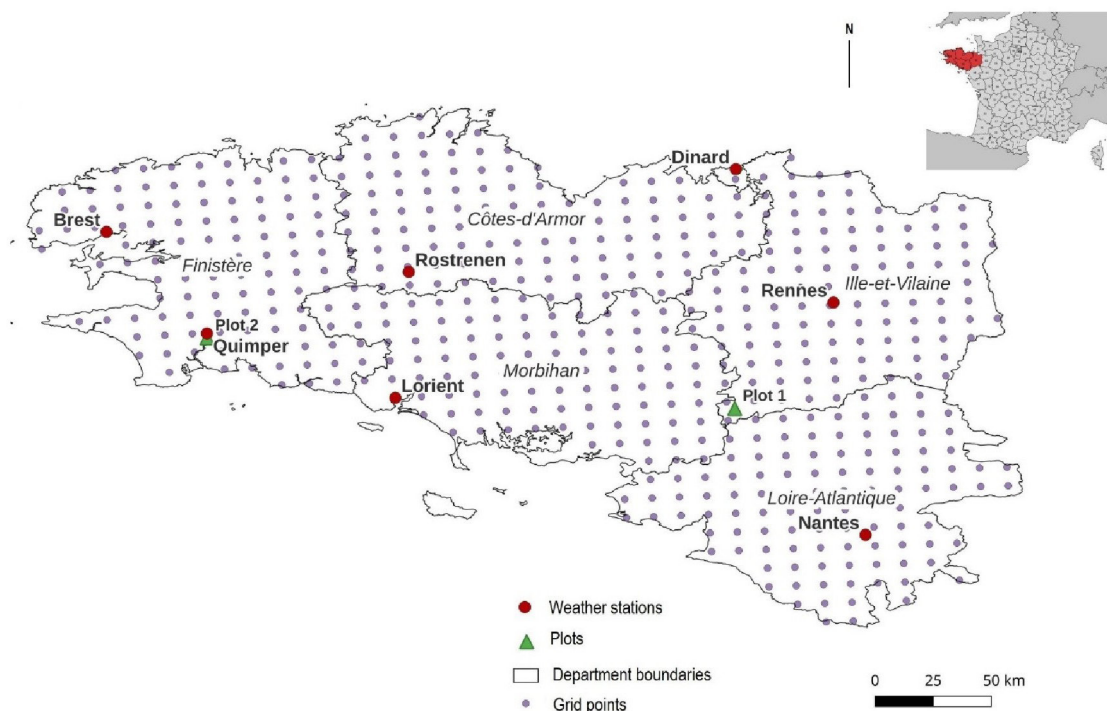 N
Dinard
Côtes-d'Armor
Brest
Finistère
Rostrenen
Ille-et-Vilaine
Rennes
Plot 2
Quimper
Morbihan
Lorient
Plot 1
Loire-Atlantique
Nantes
Weather stations
Plots
Department boundaries
Grid points
0 25 50 km